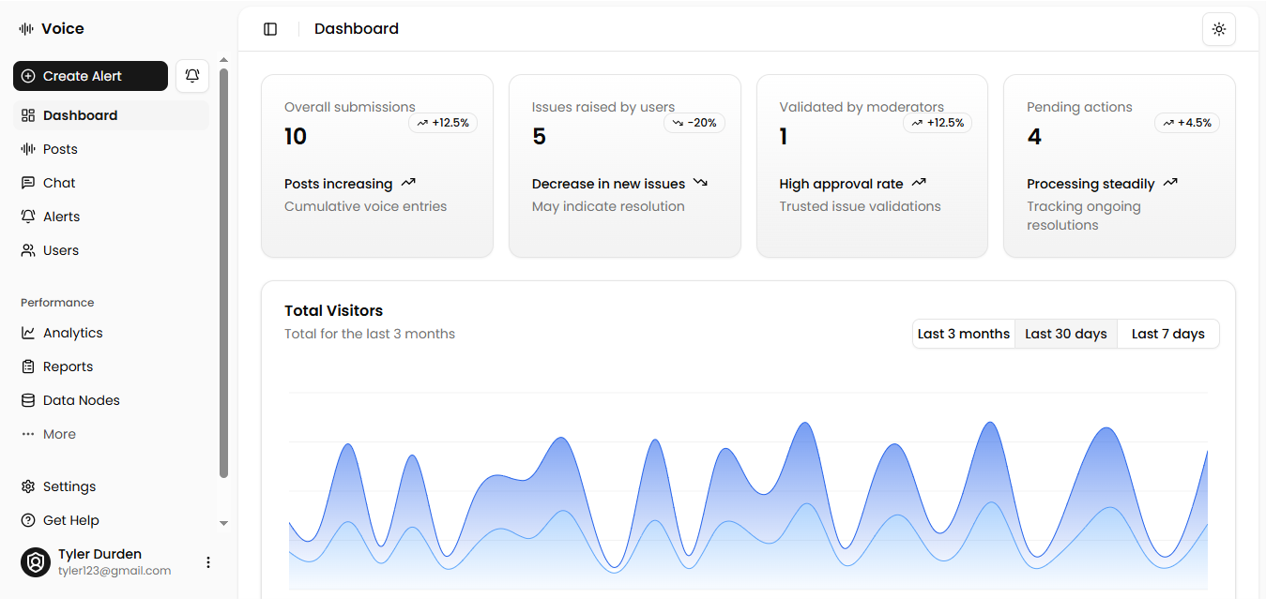 Voice
Create Alert
Dashboard
Posts
Chat
Alerts
Users
Performance
Analytics
Reports
Data Nodes
More
Settings
Get Help
Tyler Durden
tyler123@gmail.com
Dashboard
Overall submissions
+12.5%
10
Posts increasing
Cumulative voice entries
Issues raised by users
-20%
5
Decrease in new issues
May indicate resolution
Validated by moderators
+12.5%
1
High approval rate
Trusted issue validations
Pending actions
+4.5%
4
Processing steadily
Tracking ongoing
resolutions
Total Visitors
Total for the last 3 months
Last 3 months
Last 30 days
Last 7 days